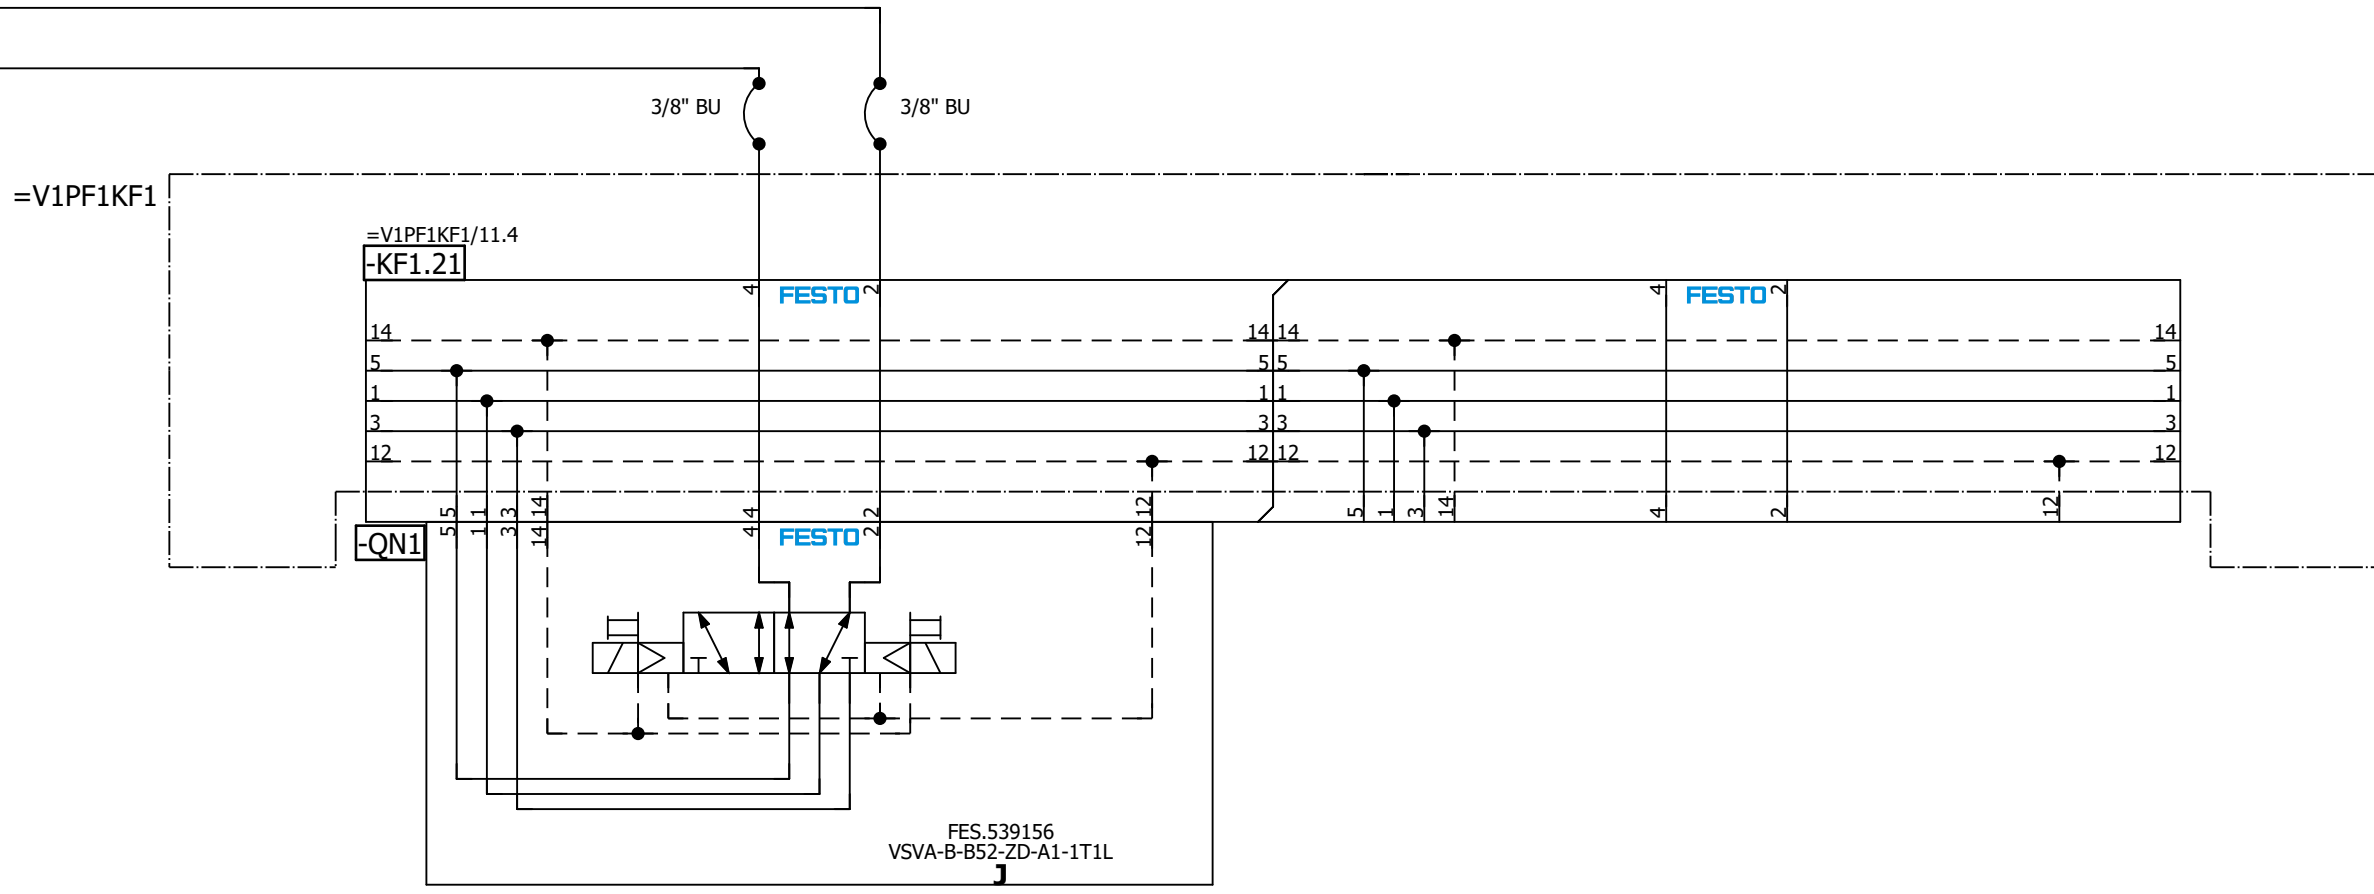 3/8" BU
3/8" BU
=V1PF1KF1
=V1PF1KF1/11.4
-KF1.21
4 FESTO 2
4 FESTO 2
14 14 14 14
5 5 5 5
1 1 1 1
3 3 3 3
12 12 12 12
5 1 3 14 4 2 12
5 1 3 14 4 2 12
-QN1
5 1 3 14 4 FESTO 2 12
FES.539156
VSVA-B-B52-ZD-A1-1T1L
J